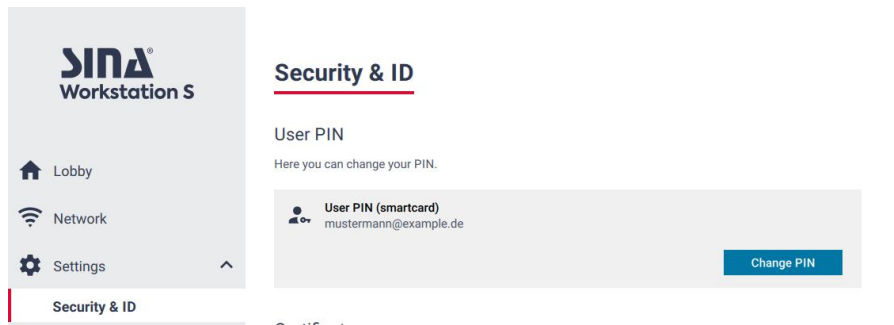 SINA®
Workstation S
Lobby
Network
Settings
Security & ID
Security & ID
User PIN
Here you can change your PIN.
User PIN (smartcard)
mustermann@example.de
Change PIN